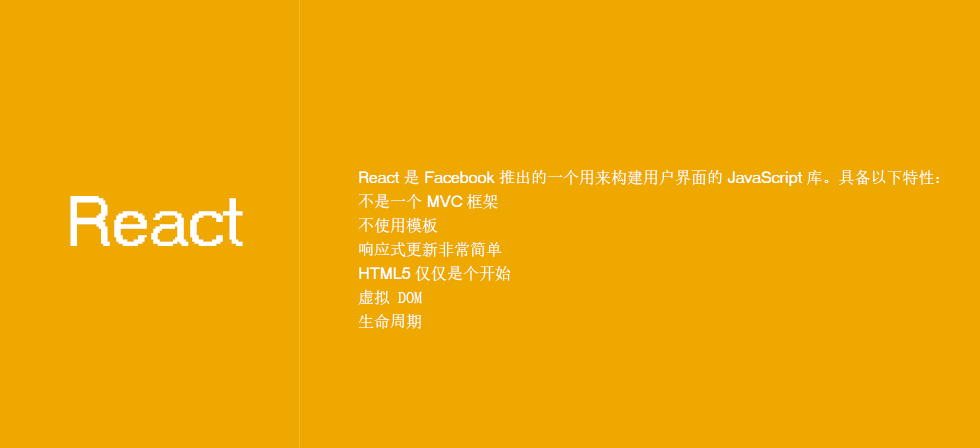 React
React 是 Facebook 推出的一个用来构建用户界面的 JavaScript 库。具备以下特性：
不是一个 MVC 框架
不使用模板
响应式更新非常简单
HTML5 仅仅是个开始
虚拟 DOM
生命周期